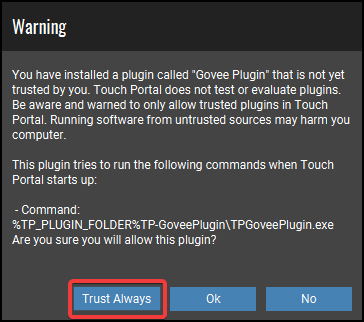 Warning
You have installed a plugin called "Govee Plugin" that is not yet
trusted by you. Touch Portal does not test or evaluate plugins.
Be aware and warned to only allow trusted plugins in Touch
Portal. Running software from untrusted sources may harm you
computer.
This plugin tries to run the following commands when Touch
Portal starts up:
- Command:
%TP_PLUGIN_FOLDER%TP-GoveePlugin\TPGoveePlugin.exe
Are you sure you will allow this plugin?
Trust Always Ok No